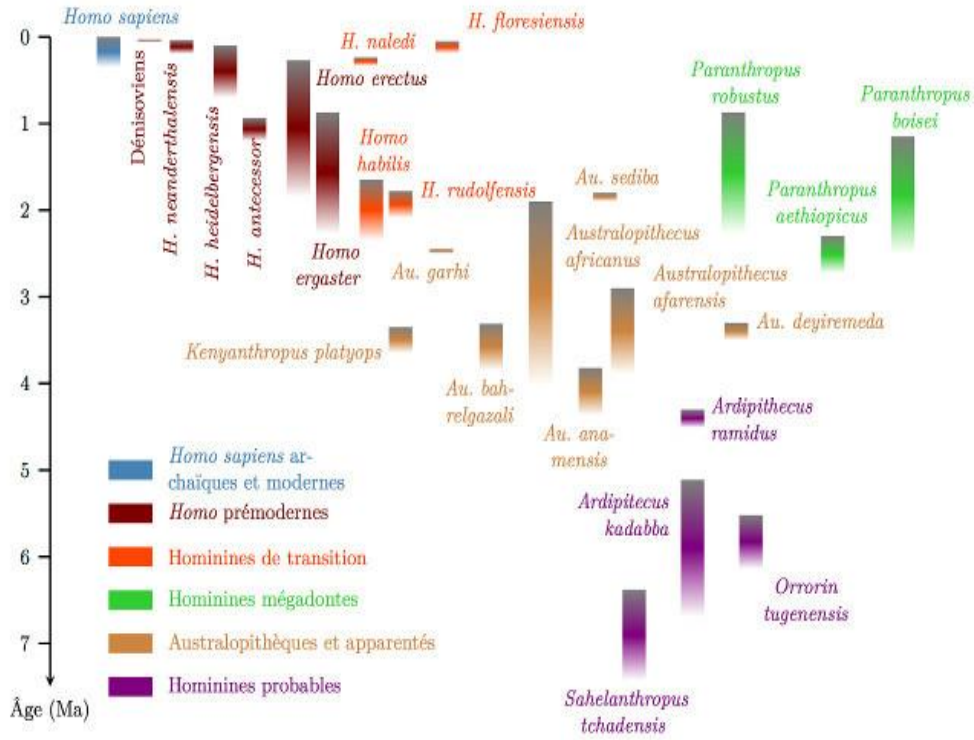 Homo sapiens
H. floresiensis
0
H. naledi
Homo erectus
Dénisoviens
H. neanderthalensis
H. heidelbergensis
H. antecessor
Paranthropus
robustus
Paranthropus
boisei
1
Homo
habilis
H. rudolfensis
Au. sediba
Paranthropus
aethiopicus
2
Homo
ergaster
Au. garhi
Australopithecus
africanus
Australopithecus
afarensis
3
Au. deyiremeda
Kenyanthropus platyops
4
Au. bah-
relgazali
Au. ana-
mensis
Ardipithecus
ramidus
5
Homo sapiens ar-
chaïques et modernes
Homo prémodernes
Ardipitecus
kadabba
6
Hominines de transition
Hominines mégadontes
Orrorin
tugenensis
7
Australopithèques et apparentés
Hominines probables
Âge (Ma)
Sahelanthropus
tchadensis